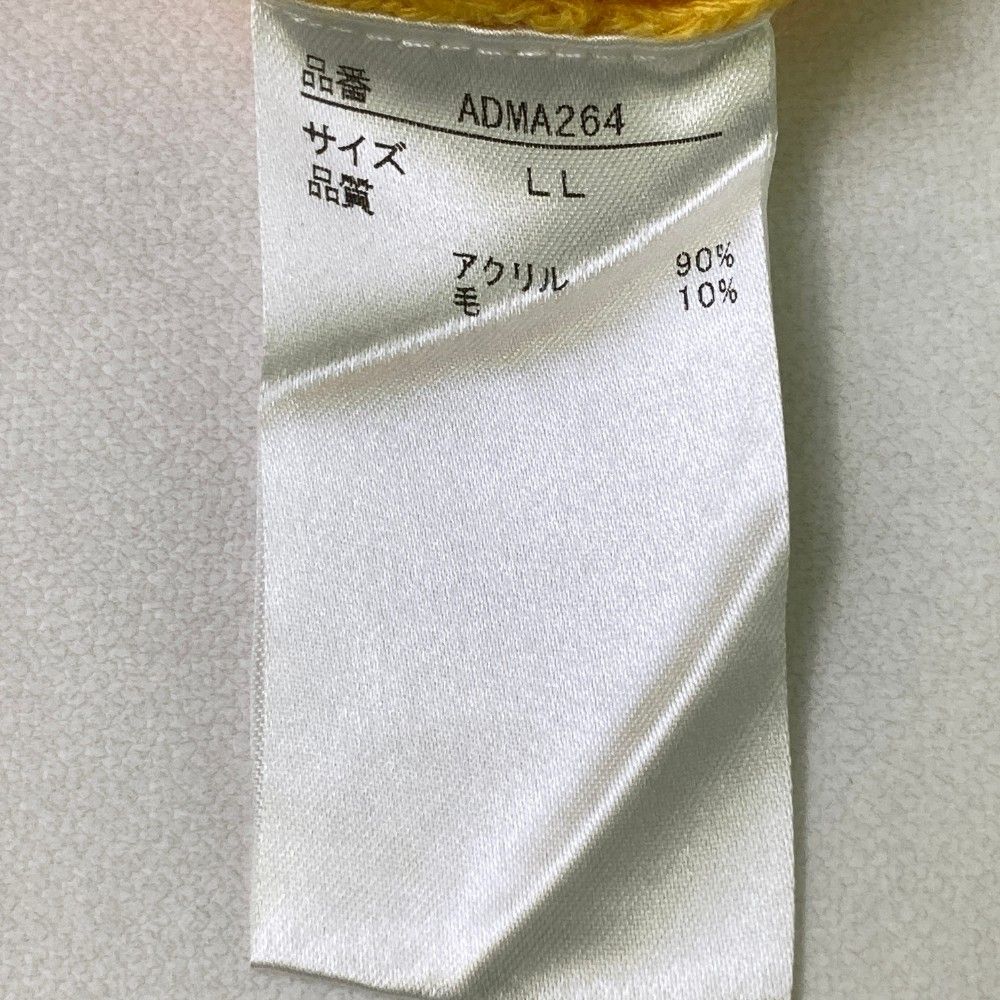 品番 ADMA264
サイズ LL
品質
アクリル 90%
毛 10%